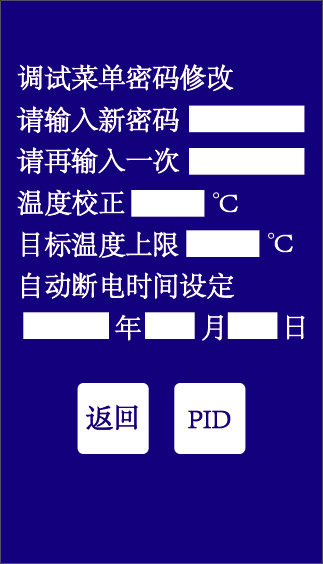 调试菜单密码修改
请输入新密码
请再输入一次
温度校正 ℃
目标温度上限 ℃
自动断电时间设定
年 月 日
返回 PID